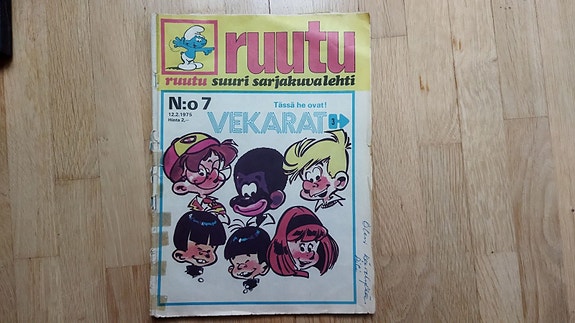 ruutu
ruutu suuri sarjakuvalehti
N:o 7
12.2.1975
Hinta 2,-
Tässä he ovat!
VEKARAT
3